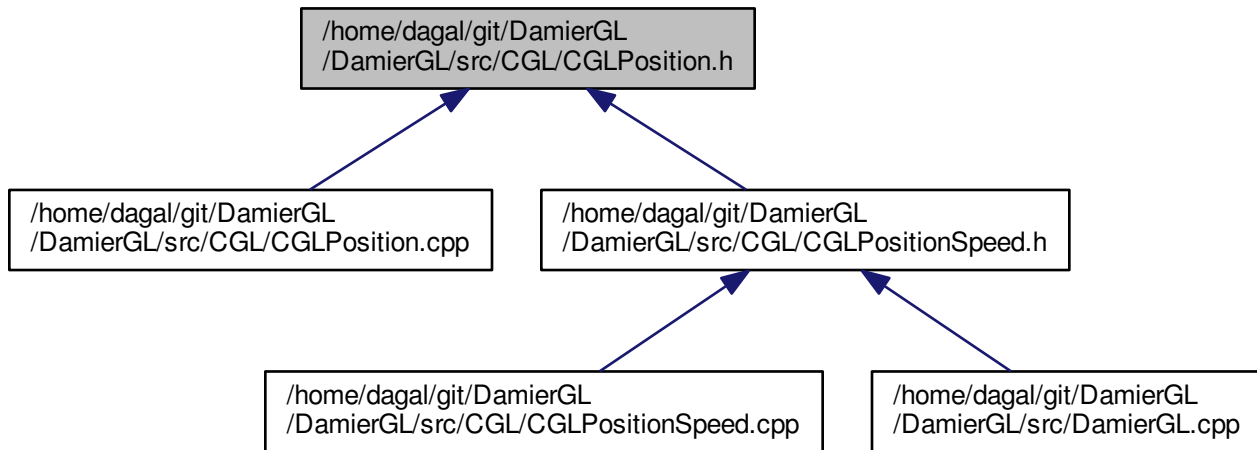 /home/dagal/git/DamierGL
/DamierGL/src/CGL/CGLPosition.h
/home/dagal/git/DamierGL
/DamierGL/src/CGL/CGLPosition.cpp
/home/dagal/git/DamierGL
/DamierGL/src/CGL/CGLPositionSpeed.h
/home/dagal/git/DamierGL
/DamierGL/src/CGL/CGLPositionSpeed.cpp
/home/dagal/git/DamierGL
/DamierGL/src/DamierGL.cpp